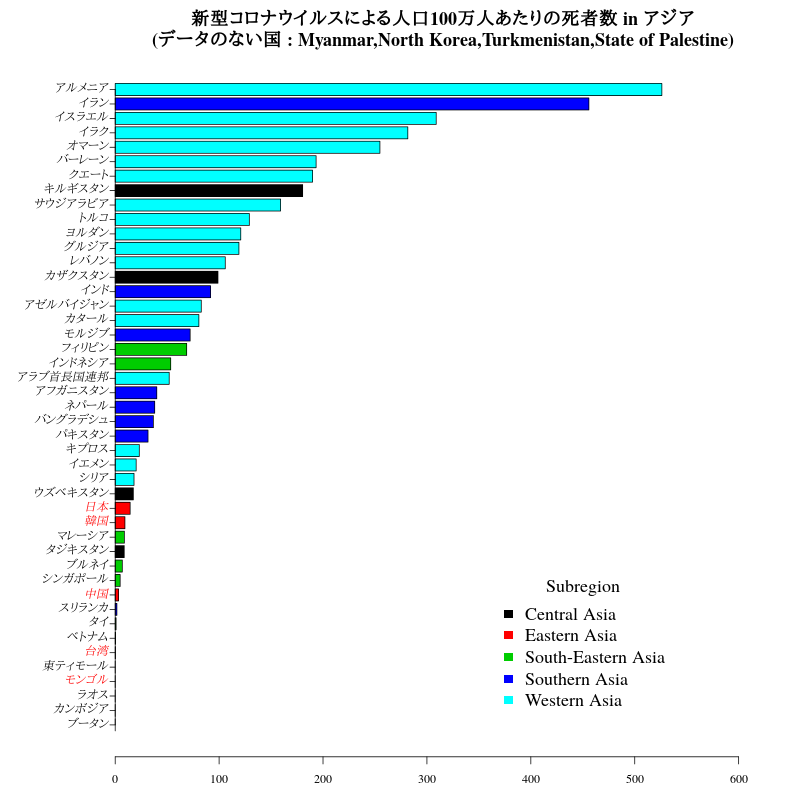 新型コロナウイルスによる人口100万人あたりの死者数 in アジア
(データのない国 : Myanmar,North Korea,Turkmenistan,State of Palestine)
アルメニア
イラン
イスラエル
イラク
オマーン
バーレーン
クエート
キルギスタン
サウジアラビア
トルコ
ヨルダン
グルジア
レバノン
カザクスタン
インド
アゼルバイジャン
カタール
モルジブ
フィリピン
インドネシア
アラブ首長国連邦
アフガニスタン
ネパール
バングラデシュ
パキスタン
キプロス
イエメン
シリア
ウズベキスタン
日本
韓国
マレーシア
タジキスタン
ブルネイ
シンガポール
中国
スリランカ
タイ
ベトナム
台湾
東ティモール
モンゴル
ラオス
カンボジア
ブータン
Subregion
Central Asia
Eastern Asia
South-Eastern Asia
Southern Asia
Western Asia
0 100 200 300 400 500 600